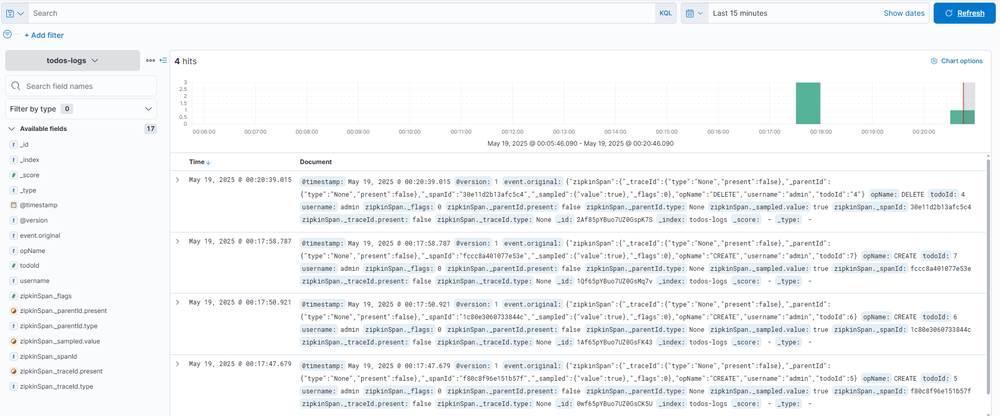 Search KQL Last 15 minutes Show dates Refresh
+ Add filter
todos-logs
Search field names
Filter by type 0
Available fields 17
_id
_index
_score
_type
@timestamp
@version
event.original
opName
todoId
username
zipkinSpan._flags
zipkinSpan._parentId.present
zipkinSpan._parentId.type
zipkinSpan._sampled.value
zipkinSpan._spanId
zipkinSpan._traceId.present
zipkinSpan._traceId.type
4 hits Chart options
3
2.5
2
1.5
1
0.5
0
00:06:00 00:07:00 00:08:00 00:09:00 00:10:00 00:11:00 00:12:00 00:13:00 00:14:00 00:15:00 00:16:00 00:17:00 00:18:00 00:19:00 00:20:00
May 19, 2025 @ 00:05:46.090 - May 19, 2025 @ 00:20:46.090
Time Document
May 19, 2025 @ 00:20:39.015 @timestamp: May 19, 2025 @ 00:20:39.015 @version: 1 event.original: {"zipkinSpan":{"_traceId":{"type":"None","present":false},"_parentId":
{"type":"None","present":false},"_spanId":"30e11d2b13afc5c4","_sampled":{"value":true},"_flags":0},"opName":"DELETE","username":"admin","todoId":"4"} opName: DELETE todoId: 4
username: admin zipkinSpan._flags: 0 zipkinSpan._parentId.present: false zipkinSpan._parentId.type: None zipkinSpan._sampled.value: true zipkinSpan._spanId: 30e11d2b13afc5c4
zipkinSpan._traceId.present: false zipkinSpan._traceId.type: None _id: 2Af85pYBuo7UZ0GspK7S _index: todos-logs _score: - _type: -
May 19, 2025 @ 00:17:58.787 @timestamp: May 19, 2025 @ 00:17:58.787 @version: 1 event.original: {"zipkinSpan":{"_traceId":{"type":"None","present":false},"_parentId":
{"type":"None","present":false},"_spanId":"fccc8a401077e53e","_sampled":{"value":true},"_flags":0},"opName":"CREATE","username":"admin","todoId":7} opName: CREATE todoId: 7
username: admin zipkinSpan._flags: 0 zipkinSpan._parentId.present: false zipkinSpan._parentId.type: None zipkinSpan._sampled.value: true zipkinSpan._spanId: fccc8a401077e53e
zipkinSpan._traceId.present: false zipkinSpan._traceId.type: None _id: 1Qf65pYBuo7UZ0GsMq7v _index: todos-logs _score: - _type: -
May 19, 2025 @ 00:17:50.921 @timestamp: May 19, 2025 @ 00:17:50.921 @version: 1 event.original: {"zipkinSpan":{"_traceId":{"type":"None","present":false},"_parentId":
{"type":"None","present":false},"_spanId":"1c80e3060733844c","_sampled":{"value":true},"_flags":0},"opName":"CREATE","username":"admin","todoId":6} opName: CREATE todoId: 6
username: admin zipkinSpan._flags: 0 zipkinSpan._parentId.present: false zipkinSpan._parentId.type: None zipkinSpan._sampled.value: true zipkinSpan._spanId: 1c80e3060733844c
zipkinSpan._traceId.present: false zipkinSpan._traceId.type: None _id: 1Af65pYBuo7UZ0GsFK43 _index: todos-logs _score: - _type: -
May 19, 2025 @ 00:17:47.679 @timestamp: May 19, 2025 @ 00:17:47.679 @version: 1 event.original: {"zipkinSpan":{"_traceId":{"type":"None","present":false},"_parentId":
{"type":"None","present":false},"_spanId":"f80c8f96e151b57f","_sampled":{"value":true},"_flags":0},"opName":"CREATE","username":"admin","todoId":5} opName: CREATE todoId: 5
username: admin zipkinSpan._flags: 0 zipkinSpan._parentId.present: false zipkinSpan._parentId.type: None zipkinSpan._sampled.value: true zipkinSpan._spanId: f80c8f96e151b57f
zipkinSpan._traceId.present: false zipkinSpan._traceId.type: None _id: 0wf65pYBuo7UZ0GsCK5U _index: todos-logs _score: - _type: -